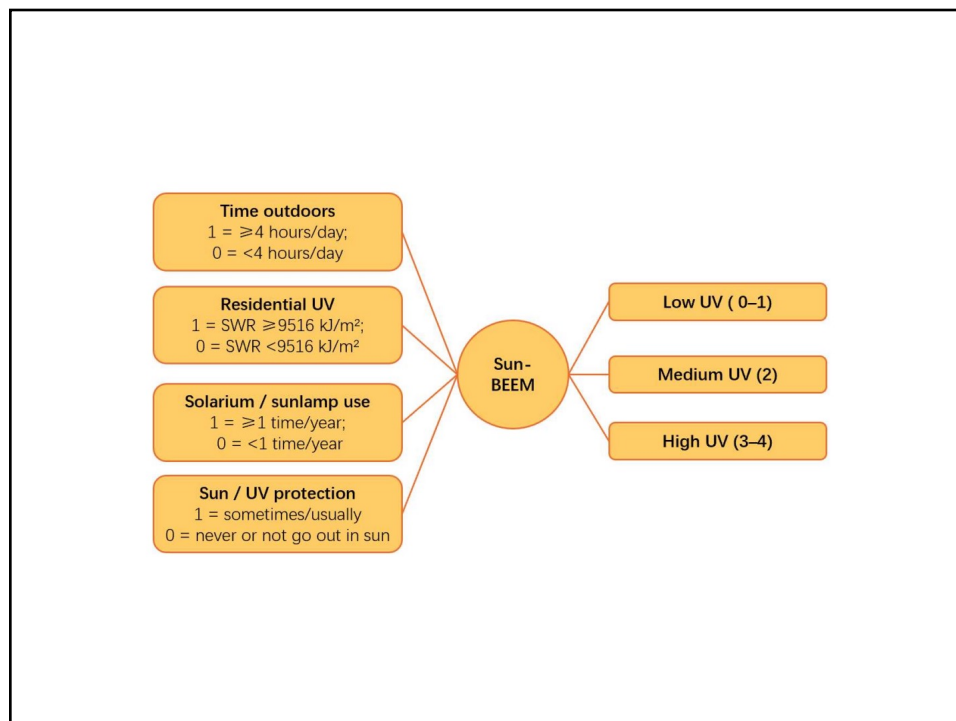 Time outdoors
1 = ≥4 hours/day;
0 = <4 hours/day
Residential UV
1 = SWR ≥9516 kJ/m²;
0 = SWR <9516 kJ/m²
Solarium / sunlamp use
1 = ≥1 time/year;
0 = <1 time/year
Sun / UV protection
1 = sometimes/usually
0 = never or not go out in sun
Sun-
BEEM
Low UV ( 0–1)
Medium UV (2)
High UV (3–4)